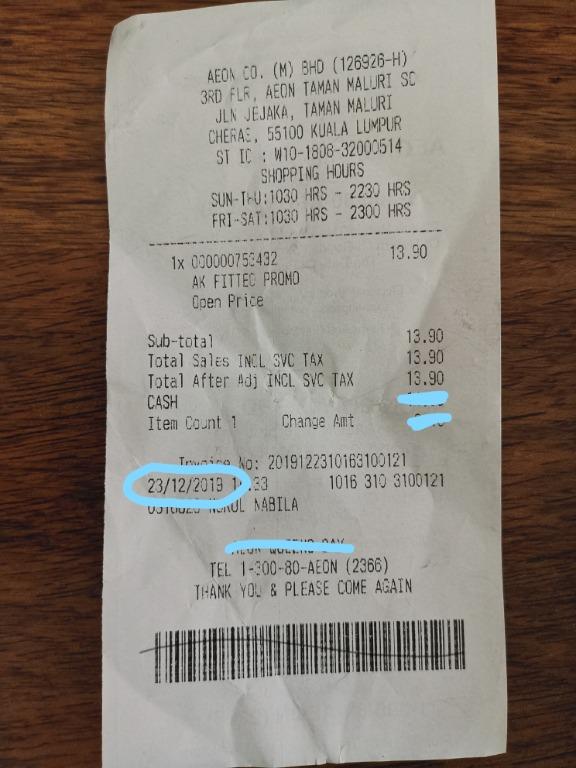 AEON CO. (M) BHD (126926-H)
3RD FLR, AEON TAMAN MALURI SC
JLN JEJAKA, TAMAN MALURI
CHERAS, 55100 KUALA LUMPUR
ST ID : W10-1808-32000514
SHOPPING HOURS
SUN-THU:1030 HRS - 2230 HRS
FRI-SAT:1030 HRS - 2300 HRS
1x 13.90
AK FITTED PROMO
Open Price
Sub-total 13.90
Total Sales INCL SVC TAX 13.90
Total After Adj INCL SVC TAX 13.90
CASH
Item Count 1 Change Amt
Invoice No: 2019122310163100121
23/12/2019 1016 310 3100121
NURUL NABILA
TEL 1-300-80-AEON (2366)
THANK YOU & PLEASE COME AGAIN